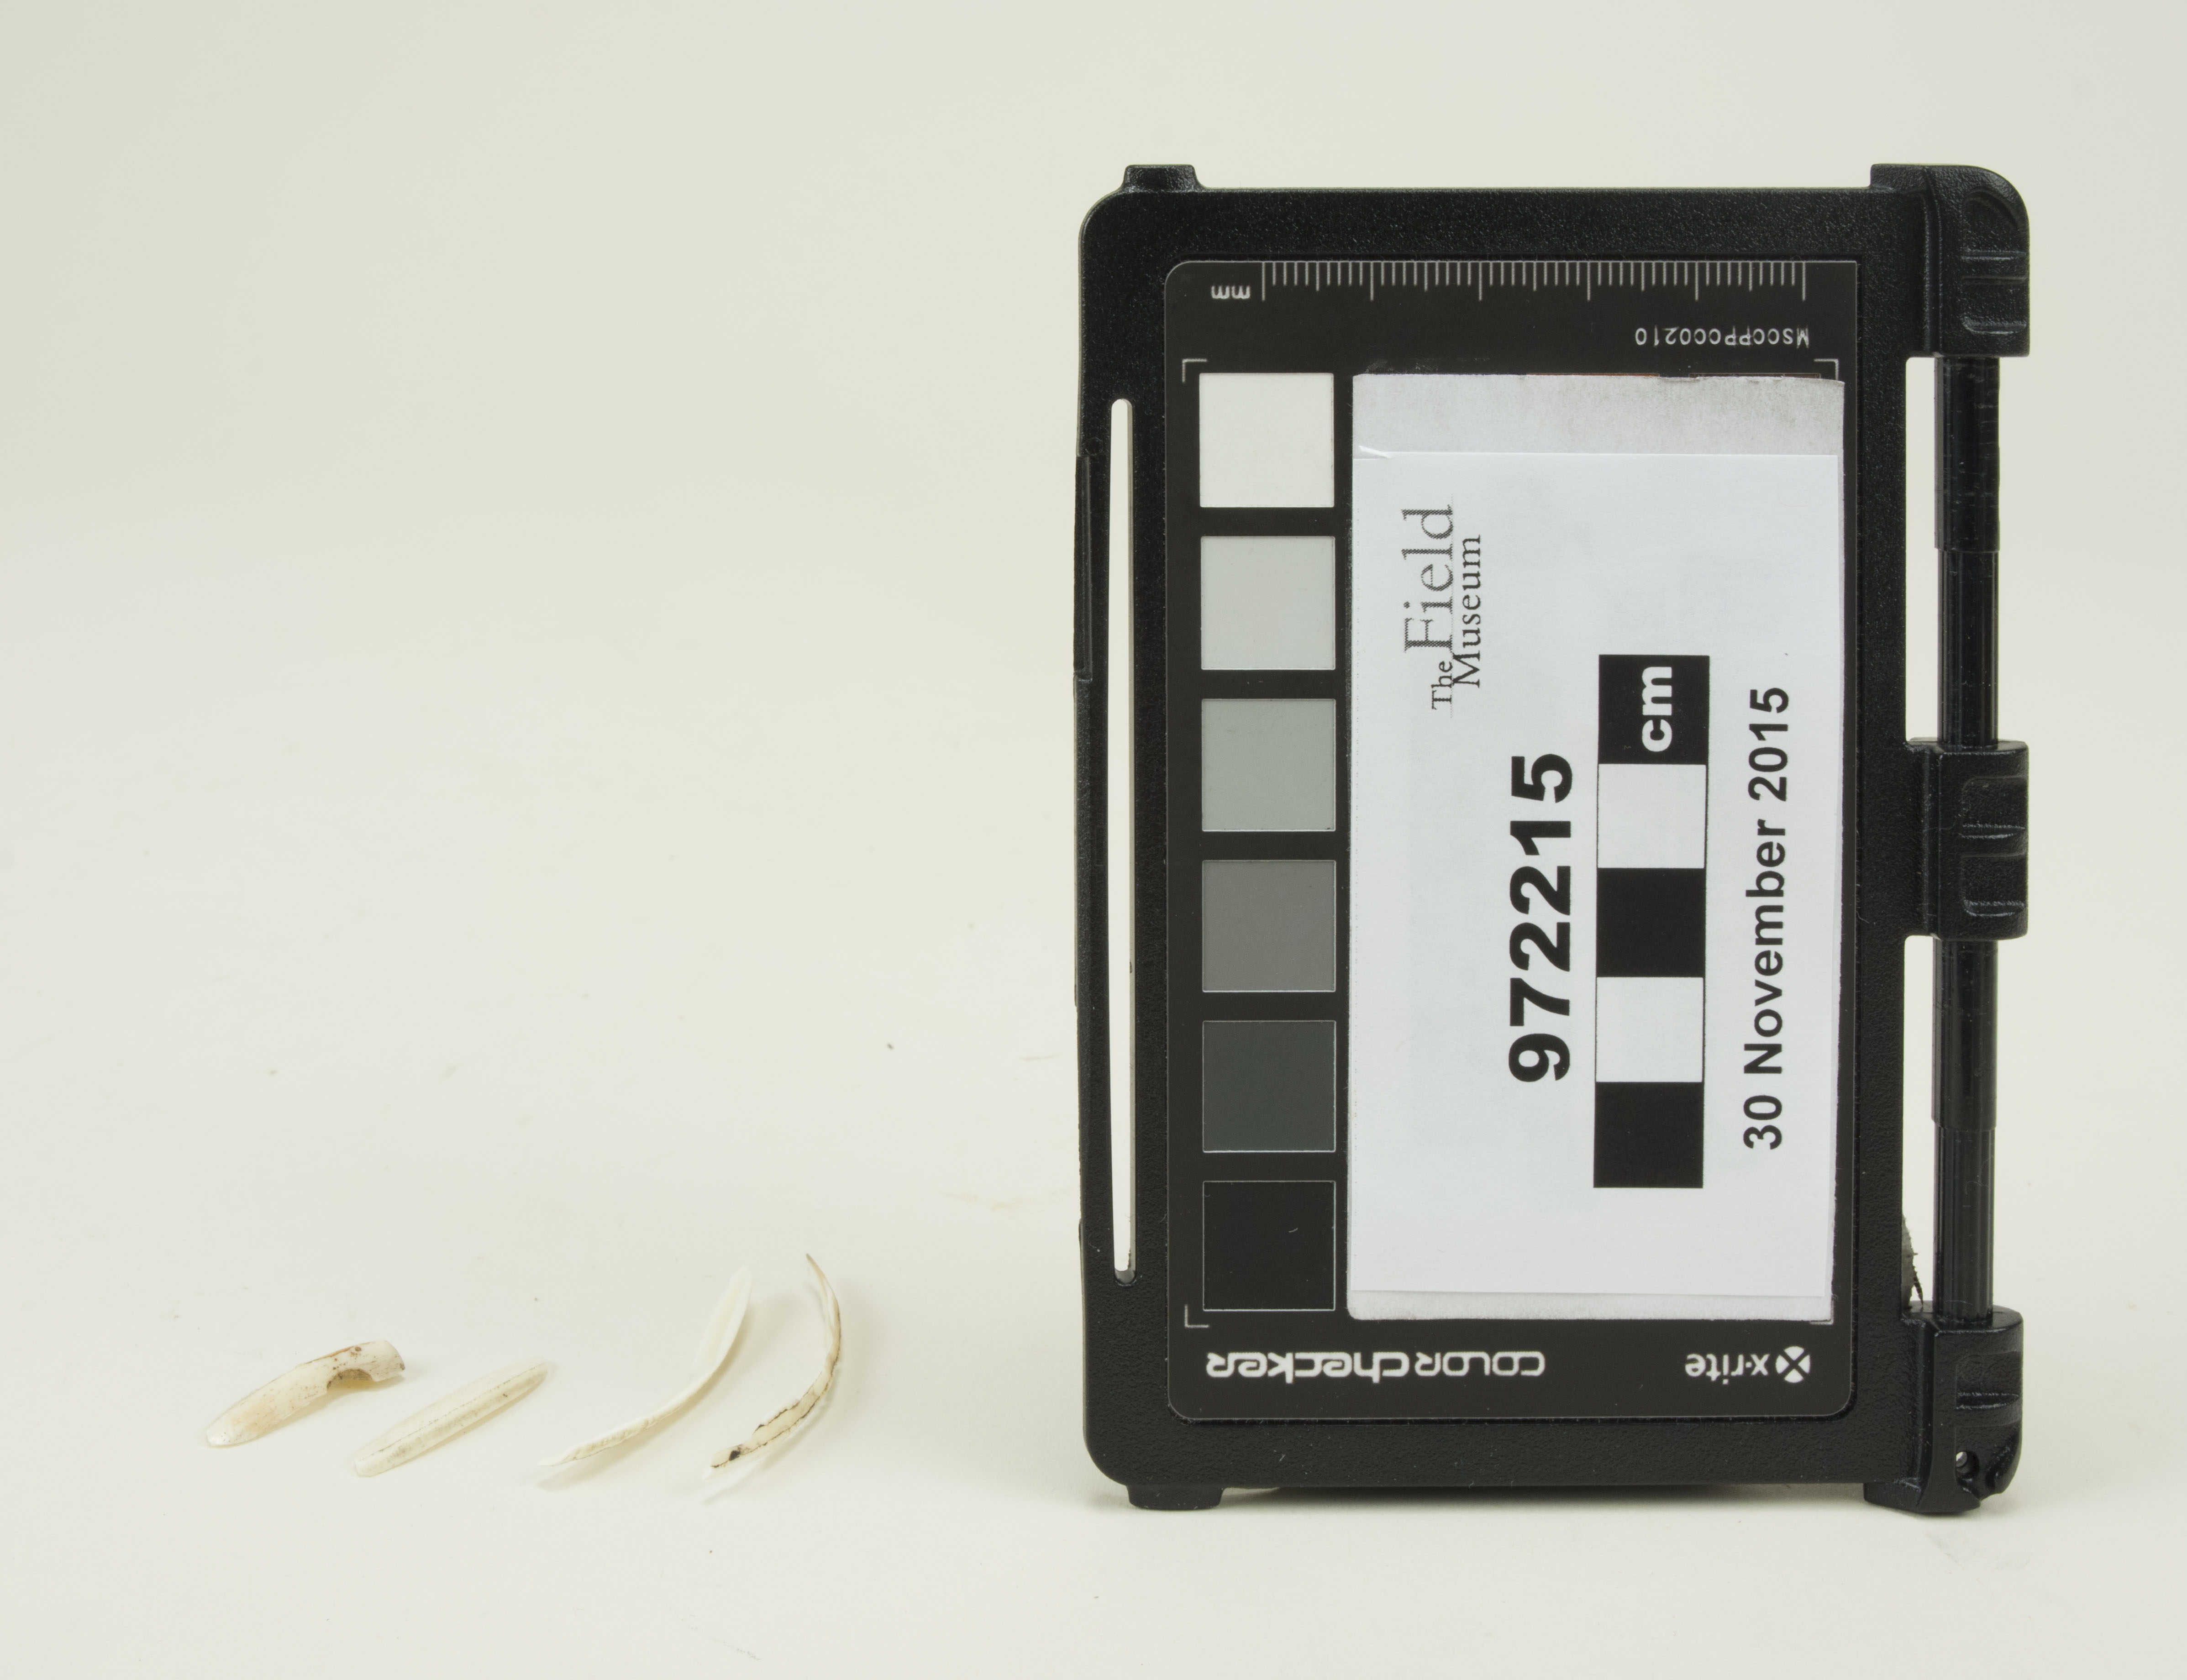 mm
MSCCPPCC0210
The Field
Museum
972215
cm
30 November 2015
colorchecker
x-rite